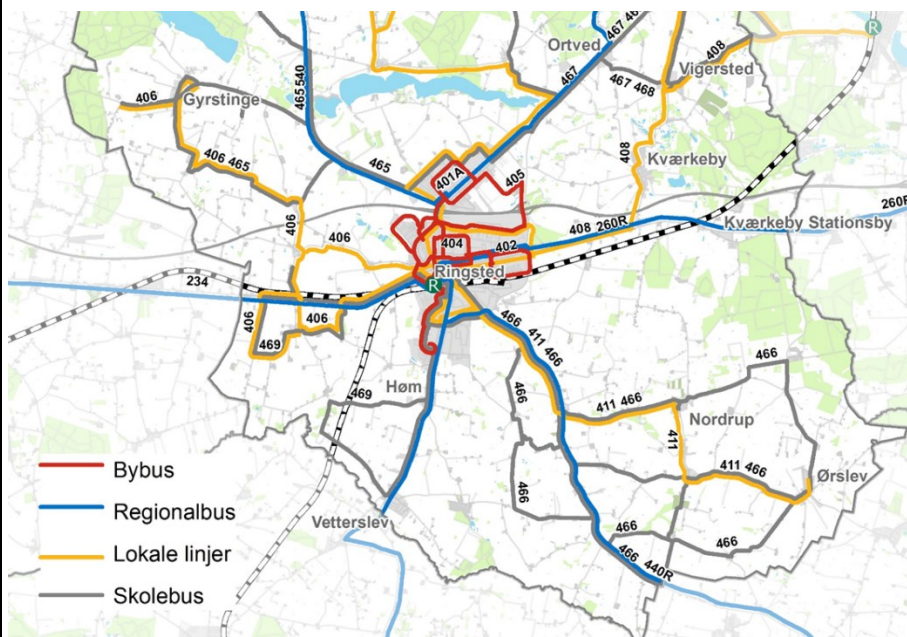 467 46
Ortved
R
408
467
Vigersted
467 468
406
Gyrstinge
465 540
406 465
465
401A
405
408
Kværkeby
406
406
404
402
408 260R
260R
Kværkeby Stationsby
Ringsted
R
234
406
406
469
466
411 466
466
Høm
469
466
411 466
Nordrup
411
411 466
Ørslev
466
Vetterslev
466
466
466 440R
Bybus
Regionalbus
Lokale linjer
Skolebus